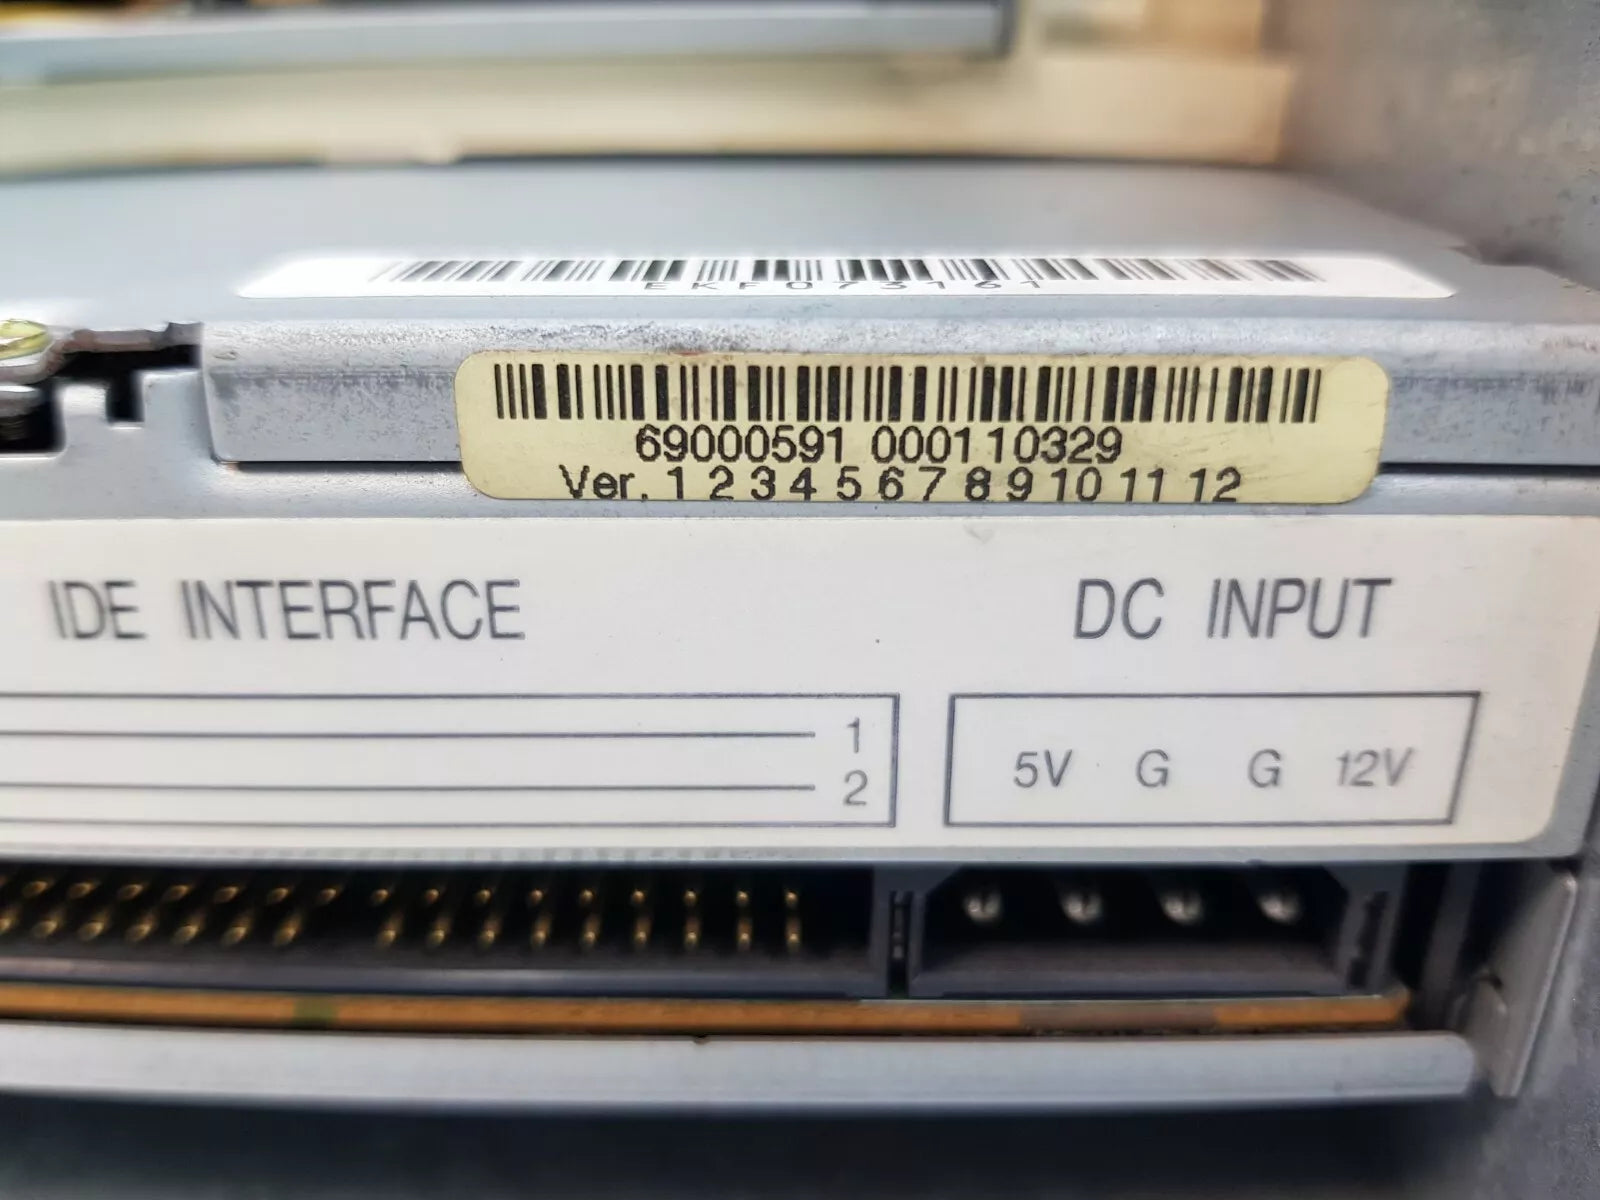 EKF073161
69000591 000110329
Ver. 1 2 3 4 5 6 7 8 9 10 11 12
IDE INTERFACE
DC INPUT
1
2
5V G G 12V